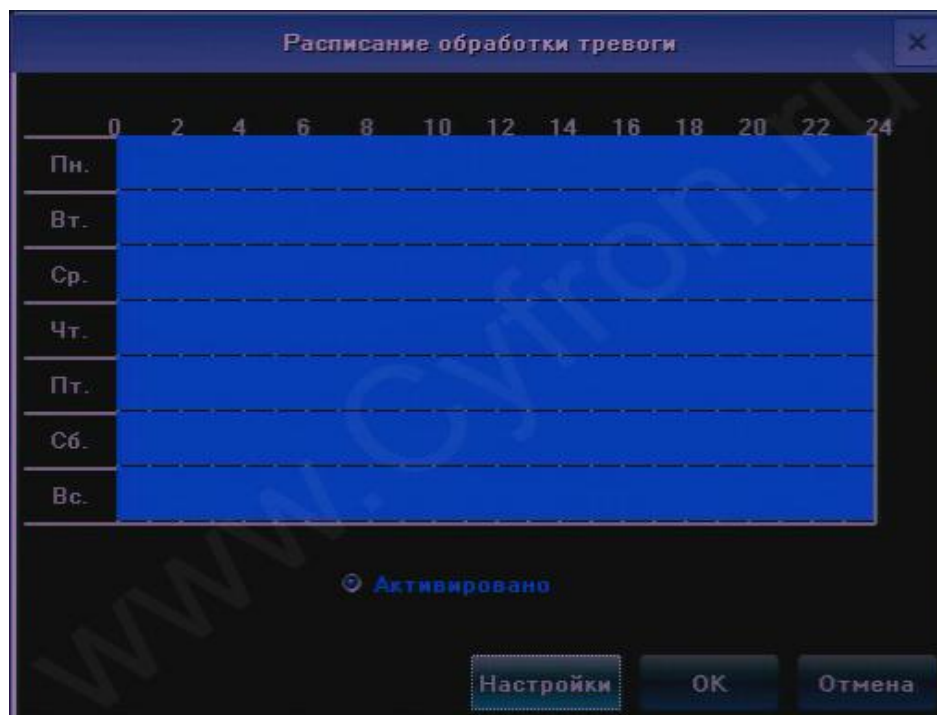 Расписание обработки тревоги
0 2 4 6 8 10 12 14 16 18 20 22 24
Пн.
Вт.
Ср.
Чт.
Пт.
Сб.
Вс.
Активировано
Настройки OK Отмена
www.Cyfron.ru